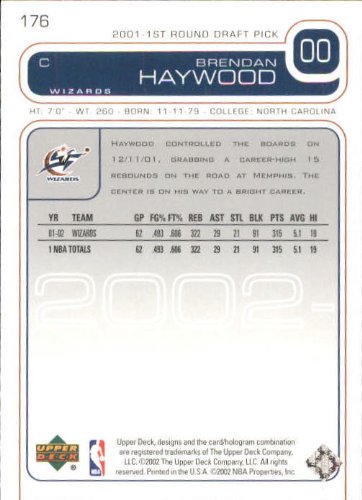 176
2001-1ST ROUND DRAFT PICK
C
BRENDAN
HAYWOOD
00
WIZARDS
HT: 7'0" - WT: 260 - BORN: 11-11-79 - COLLEGE: NORTH CAROLINA
HAYWOOD CONTROLLED THE BOARDS ON
12/11/01, GRABBING A CAREER-HIGH 15
REBOUNDS ON THE ROAD AT MEMPHIS. THE
CENTER IS ON HIS WAY TO A BRIGHT CAREER.
WIZARDS
YR TEAM GP FG% FT% REB AST STL BLK PTS AVG HI
01-02 WIZARDS 62 .493 .606 322 29 21 91 315 5.1 19
1 NBA TOTALS 62 .493 .606 322 29 21 91 315 5.1 19
2002-
UPPER
DECK
NBA
Upper Deck, designs and the card/hologram combination
are registered trademarks of The Upper Deck Company,
LLC. ©2002 The Upper Deck Company, LLC. All rights
reserved. Printed in the U.S.A. ©2002 NBA Properties, Inc